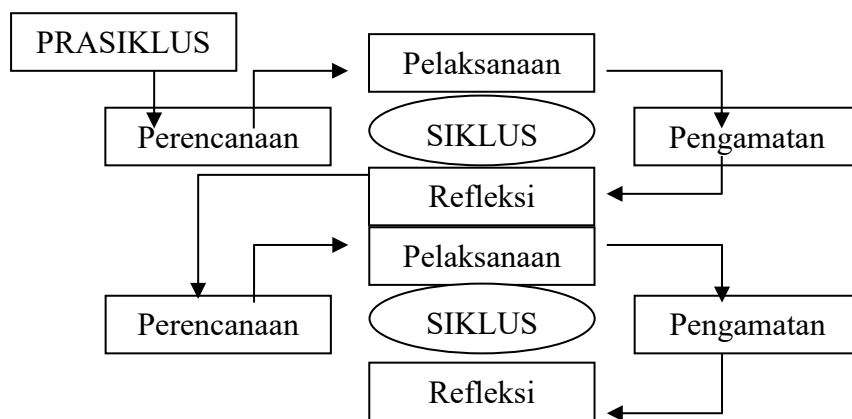 PRASIKLUS
Pelaksanaan
Perencanaan
SIKLUS
Pengamatan
Refleksi
Pelaksanaan
Perencanaan
SIKLUS
Pengamatan
Refleksi